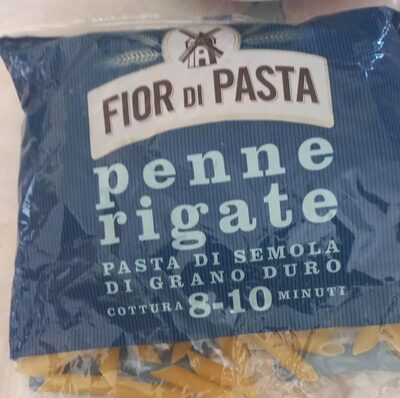 FIOR DI PASTA
penne
rigate
PASTA DI SEMOLA
DI GRANO DURO
COTTURA 8-10 MINUTI